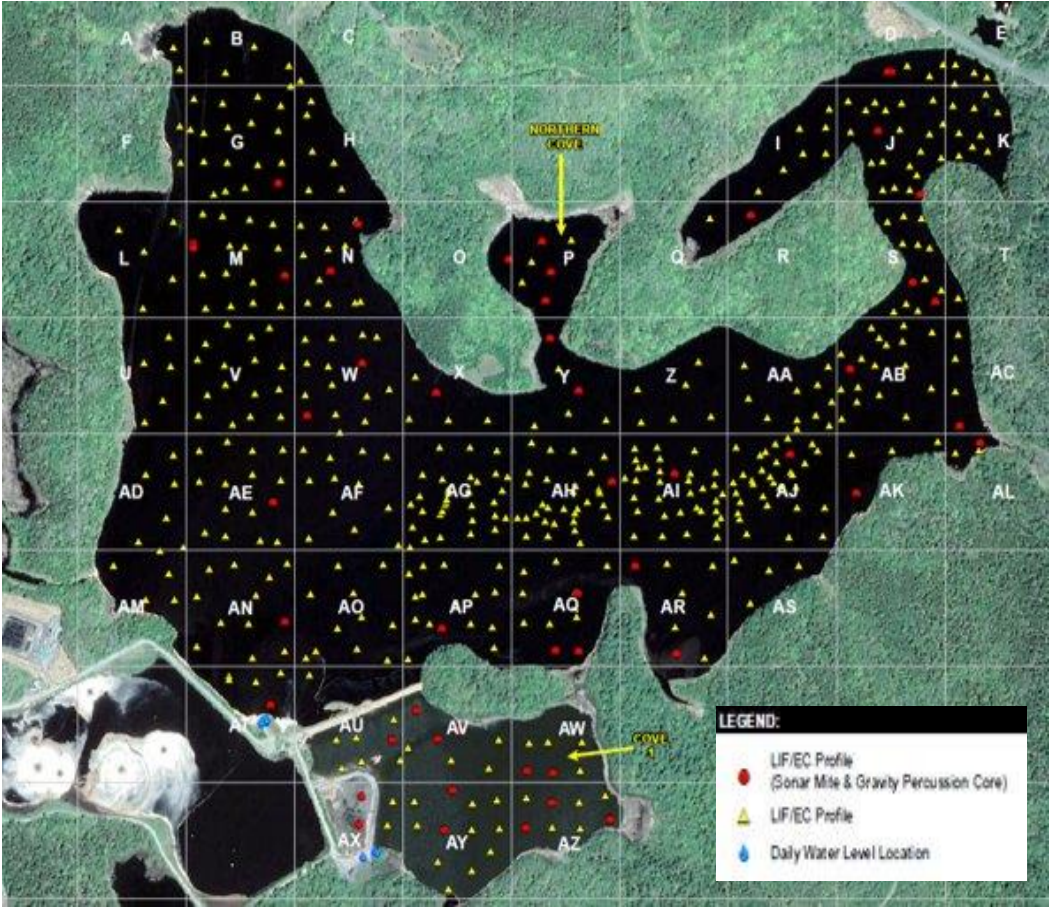 A B C D E
NORTHERN
COVE
F G H I J K
L M N O P Q R S T
U V W X Y Z AA AB AC
AD AE AF AG AH AI AJ AK AL
AM AN AO AP AQ AR AS
AT AU AV AW
COVE
1
AX AY AZ
LEGEND:
LIF/EC Profile
(Sonar Mite & Gravity Percussion Core)
LIF/EC Profile
Daily Water Level Location